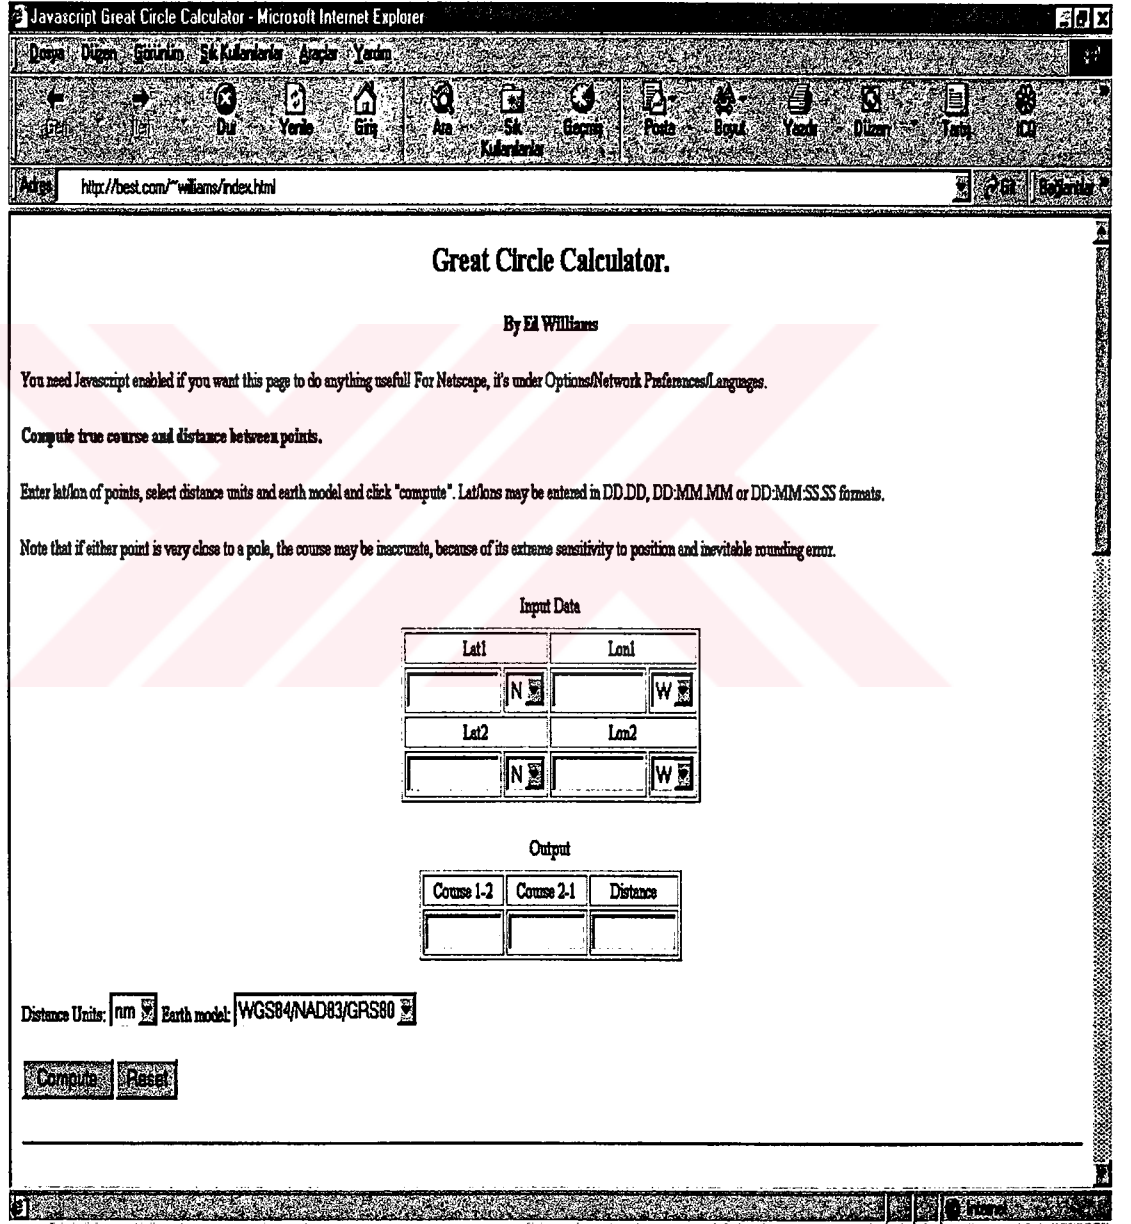 Javascript Great Circle Calculator - Microsoft Internet Explorer
Dosya Düzen Görünüm Sık Kullanılanlar Araçlar Yardım
Geri İleri Dur Yenile Giriş Ara Sık Kullanılanlar Geçmiş Posta Boyut Yazdır Düzen Tartış ICQ
Adres http://best.com/~williams/index.html Git Bağlantılar
Great Circle Calculator.
By Ed Williams
You need Javascript enabled if you want this page to do anything useful! For Netscape, it's under Options/Network Preferences/Languages.
Compute true course and distance between points.
Enter lat/lon of points, select distance units and earth model and click "compute". Lat/lons may be entered in DD.DD, DD:MM.MM or DD:MM:SS.SS formats.
Note that if either point is very close to a pole, the course may be inaccurate, because of its extreme sensitivity to position and inevitable rounding error.
Input Data
Lat1 Lon1
N W
Lat2 Lon2
N W
Output
Course 1-2 Course 2-1 Distance
Distance Units: nm Earth model: WGS84/NAD83/GRS80
Compute Reset
Internet